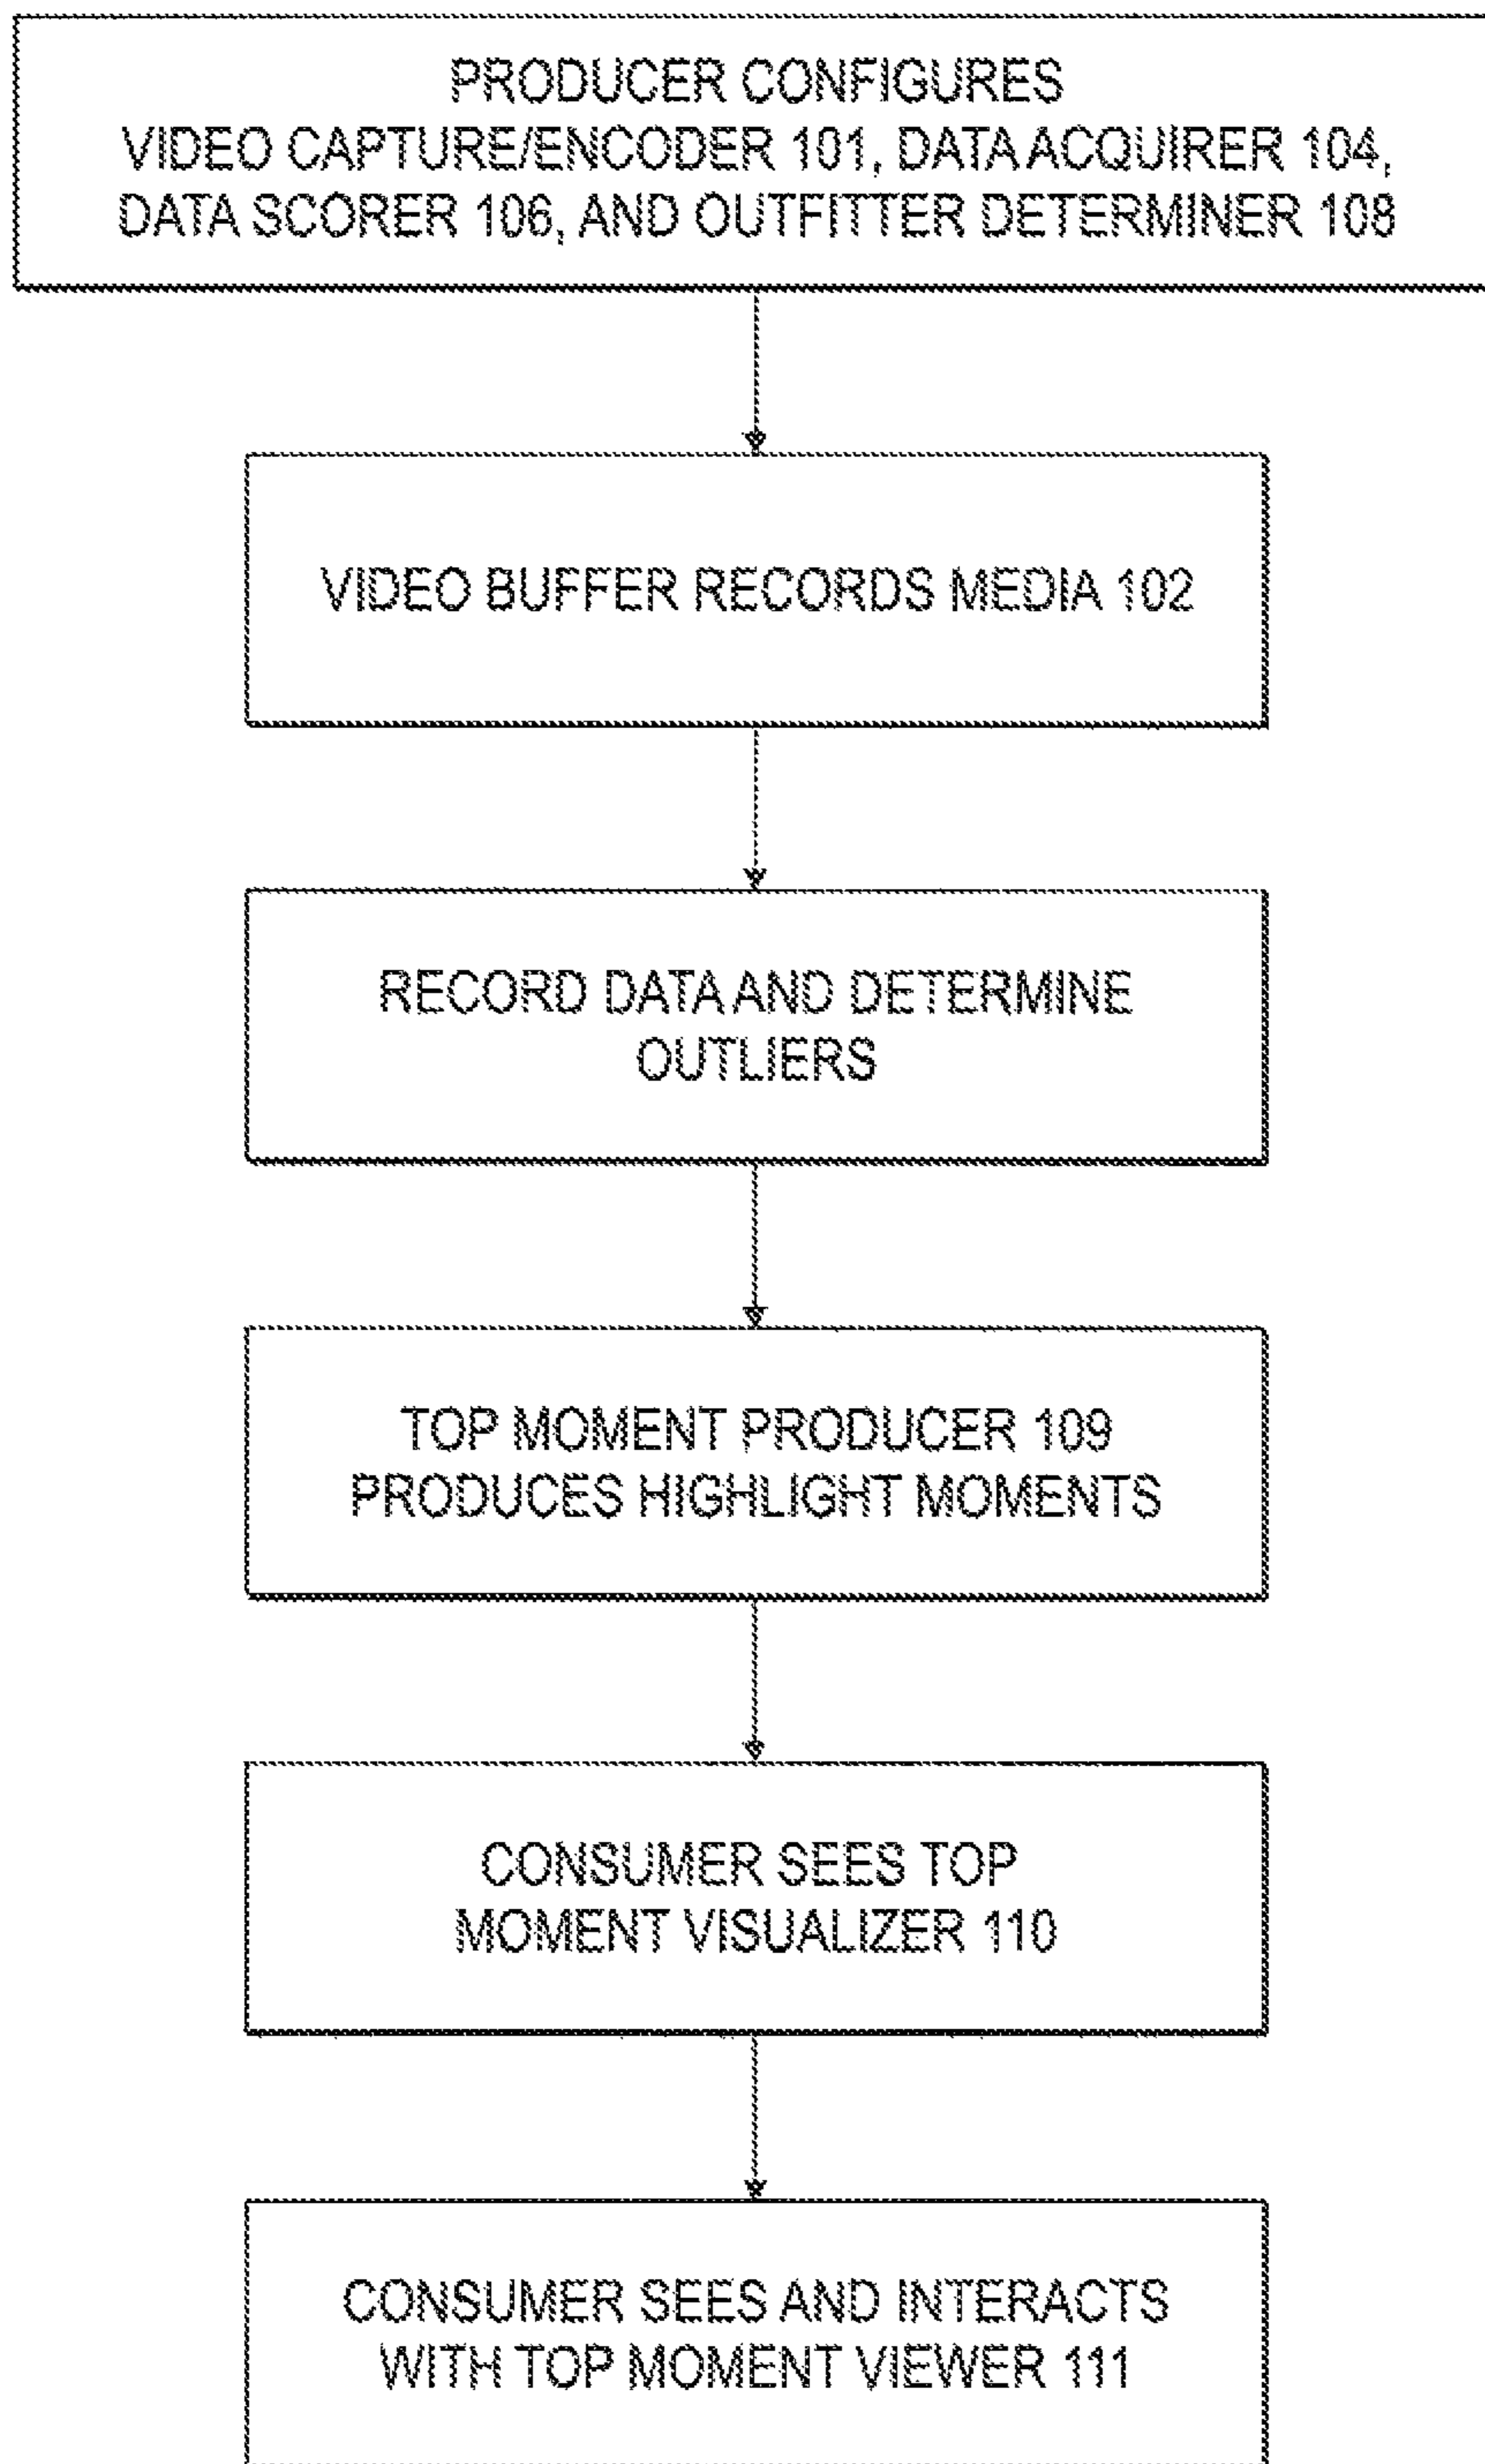 PRODUCER CONFIGURES
VIDEO CAPTURE/ENCODER 101, DATA ACQUIRER 104,
DATA SCORER 106, AND OUTFITTER DETERMINER 108
VIDEO BUFFER RECORDS MEDIA 102
RECORD DATA AND DETERMINE
OUTLIERS
TOP MOMENT PRODUCER 109
PRODUCES HIGHLIGHT MOMENTS
CONSUMER SEES TOP
MOMENT VISUALIZER 110
CONSUMER SEES AND INTERACTS
WITH TOP MOMENT VIEWER 111